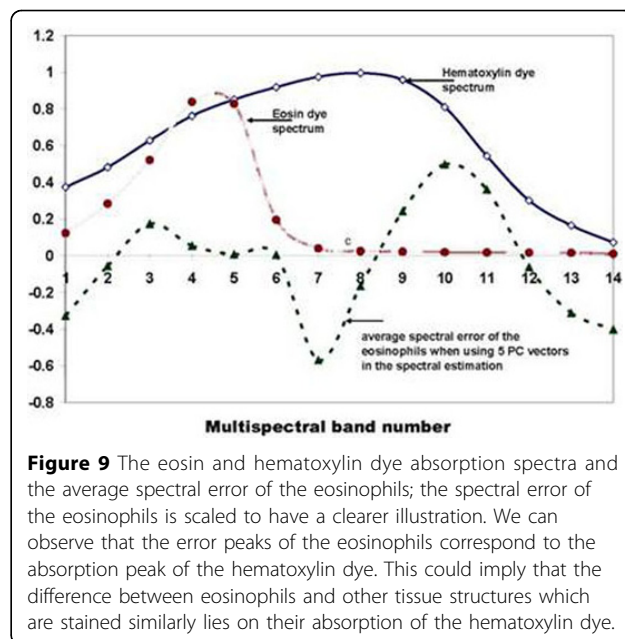 1.2
1
0.8
0.6
0.4
0.2
0
-0.2
-0.4
-0.6
-0.8
1 2 3 4 5 6 7 8 9 10 11 12 13 14
Hematoxylin dye
spectrum
Eosin dye
spectrum
c
average spectral error of the
eosinophils when using 5 PC vectors
in the spectral estimation
Multispectral band number
Figure 9 The eosin and hematoxylin dye absorption spectra and
the average spectral error of the eosinophils; the spectral error of
the eosinophils is scaled to have a clearer illustration. We can
observe that the error peaks of the eosinophils correspond to the
absorption peak of the hematoxylin dye. This could imply that the
difference between eosinophils and other tissue structures which
are stained similarly lies on their absorption of the hematoxylin dye.